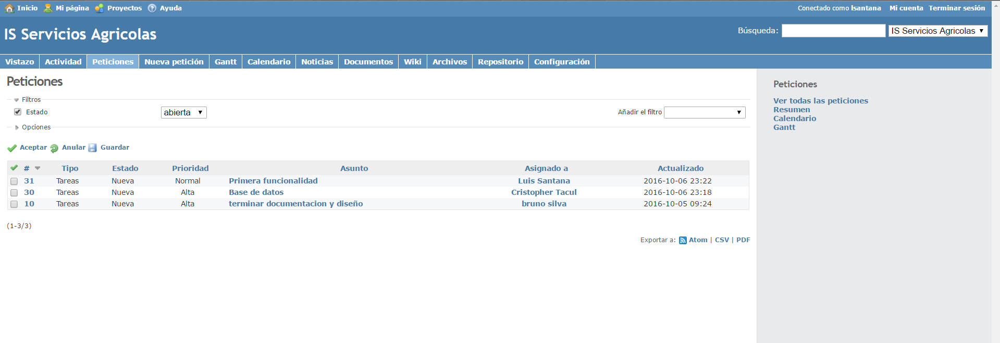 Inicio Mi página Proyectos Ayuda Conectado como lsantana Mi cuenta Terminar sesión
IS Servicios Agricolas Búsqueda: IS Servicios Agricolas
Vistazo Actividad Peticiones Nueva petición Gantt Calendario Noticias Documentos Wiki Archivos Repositorio Configuración
Peticiones
Filtros
Estado abierta Añadir el filtro
Opciones
Aceptar Anular Guardar
# Tipo Estado Prioridad Asunto Asignado a Actualizado
31 Tareas Nueva Normal Primera funcionalidad Luis Santana 2016-10-06 23:22
30 Tareas Nueva Alta Base de datos Cristopher Tacul 2016-10-06 23:18
10 Tareas Nueva Alta terminar documentacion y diseño bruno silva 2016-10-05 09:24
(1-3/3)
Exportar a: Atom | CSV | PDF
Peticiones
Ver todas las peticiones
Resumen
Calendario
Gantt